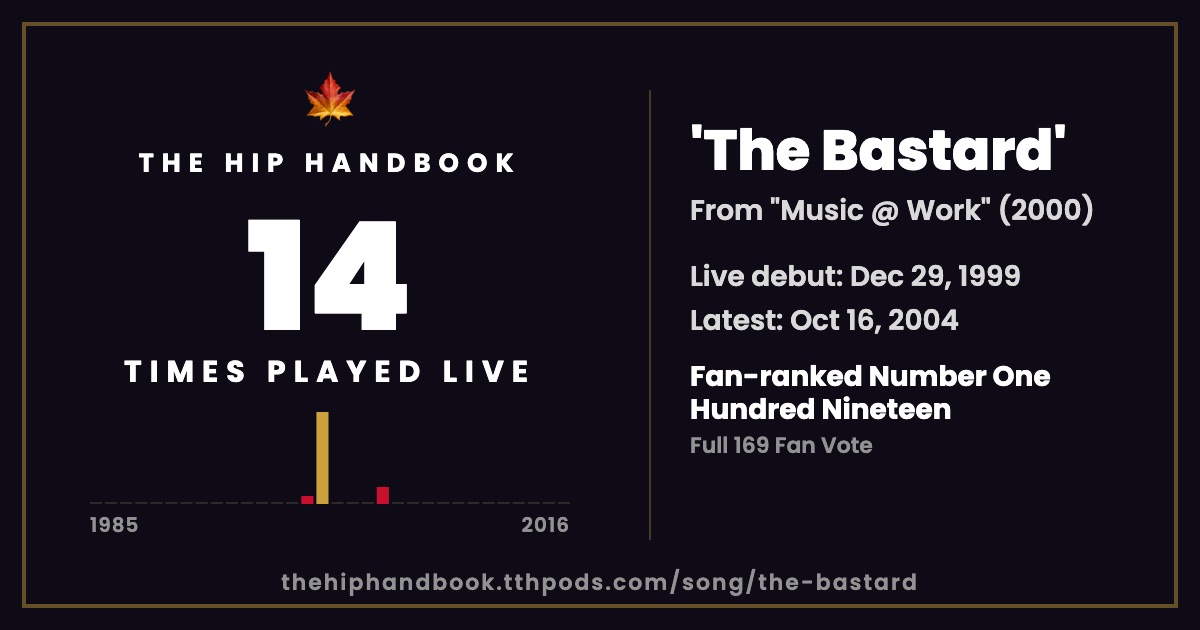 THE HIP HANDBOOK
14
TIMES PLAYED LIVE
1985
2016
'The Bastard'
From "Music @ Work" (2000)
Live debut: Dec 29, 1999
Latest: Oct 16, 2004
Fan-ranked Number One
Hundred Nineteen
Full 169 Fan Vote
thehiphandbook.tthpods.com/song/the-bastard